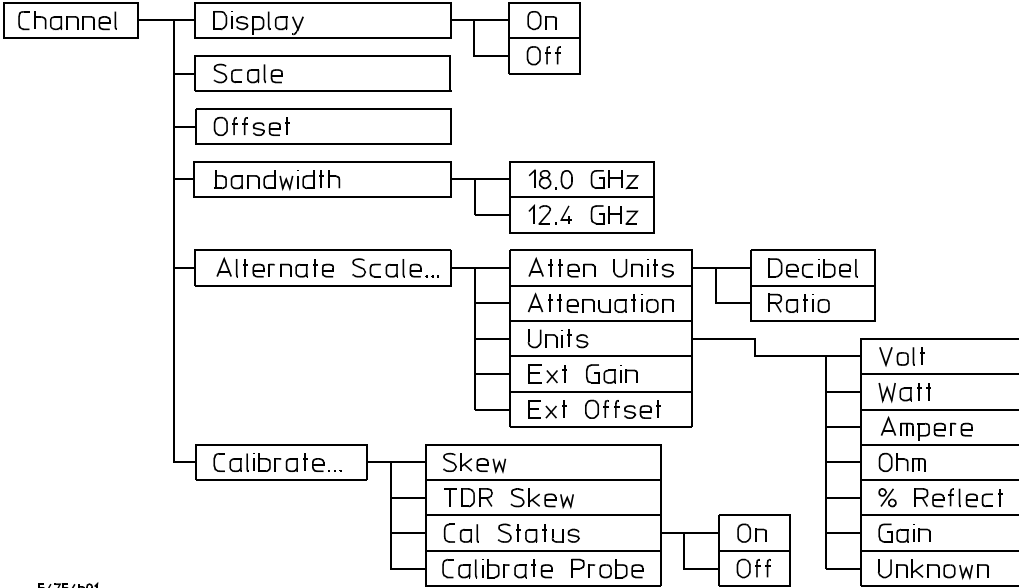 Channel
Display
On
Off
Scale
Offset
bandwidth
18.0 GHz
12.4 GHz
Alternate Scale...
Atten Units
Decibel
Ratio
Attenuation
Units
Volt
Watt
Ampere
Ohm
% Reflect
Gain
Unknown
Ext Gain
Ext Offset
Calibrate...
Skew
TDR Skew
Cal Status
On
Off
Calibrate Probe